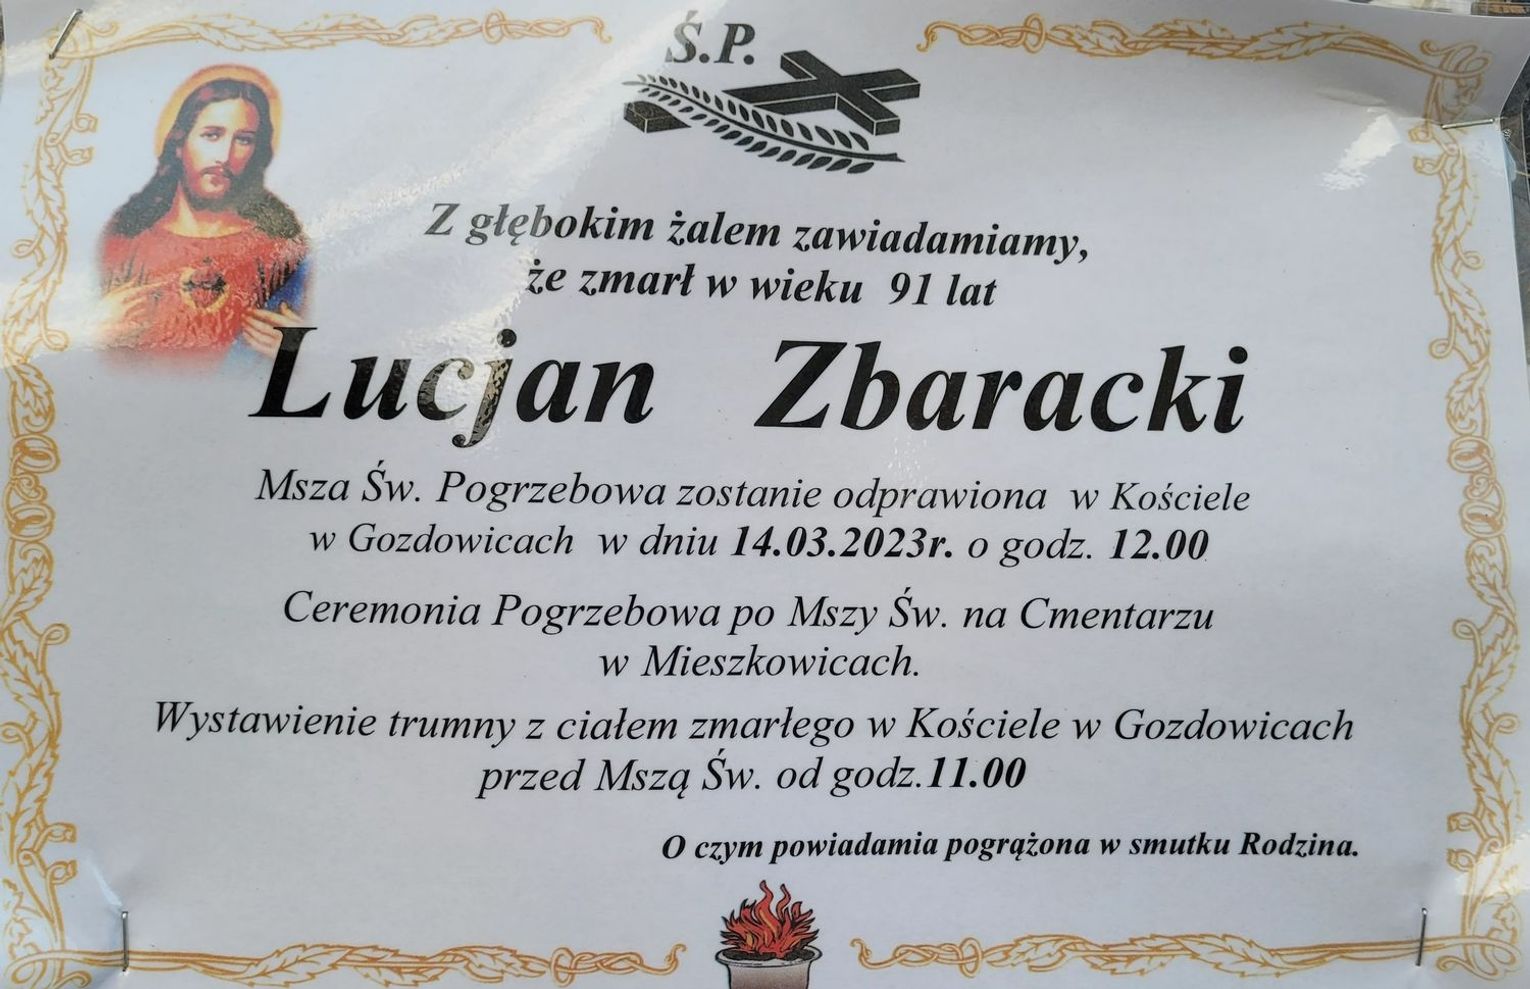 Ś.P.
Z głębokim żalem zawiadamiamy,
że zmarł w wieku 91 lat
Lucjan Zbaracki
Msza Św. Pogrzebowa zostanie odprawiona w Kościele
w Gozdowicach w dniu 14.03.2023r. o godz. 12.00
Ceremonia Pogrzebowa po Mszy Św. na Cmentarzu
w Mieszkowicach.
Wystawienie trumny z ciałem zmarłego w Kościele w Gozdowicach
przed Mszą Św. od godz.11.00
O czym powiadamia pogrążona w smutku Rodzina.